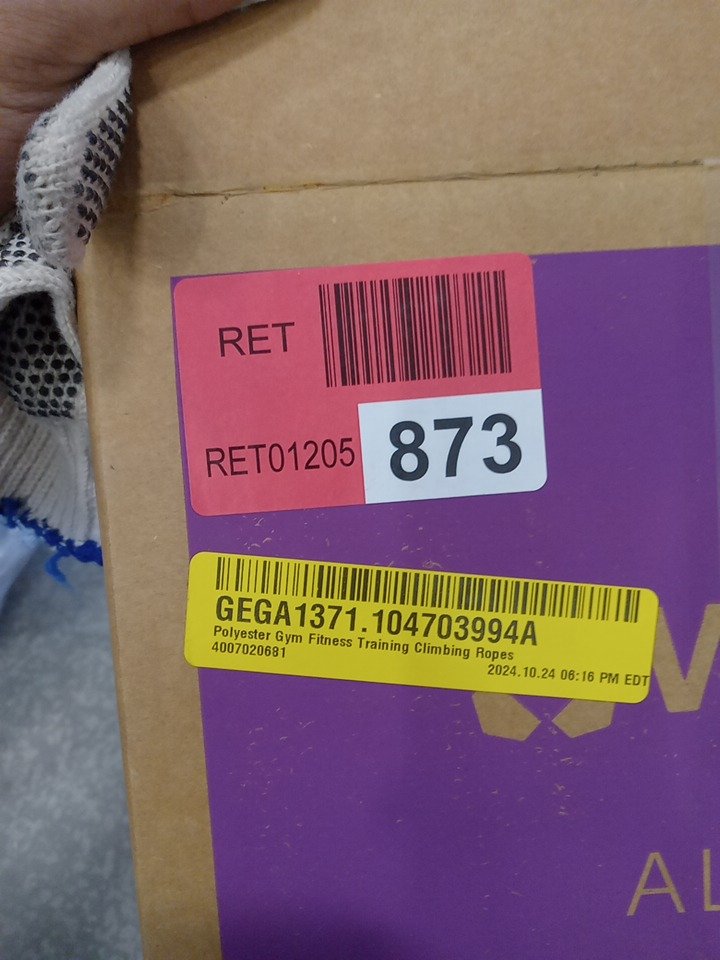 RET
RET01205 873
GEGA1371.104703994A
Polyester Gym Fitness Training Climbing Ropes
4007020681
2024.10.24 06:16 PM EDT